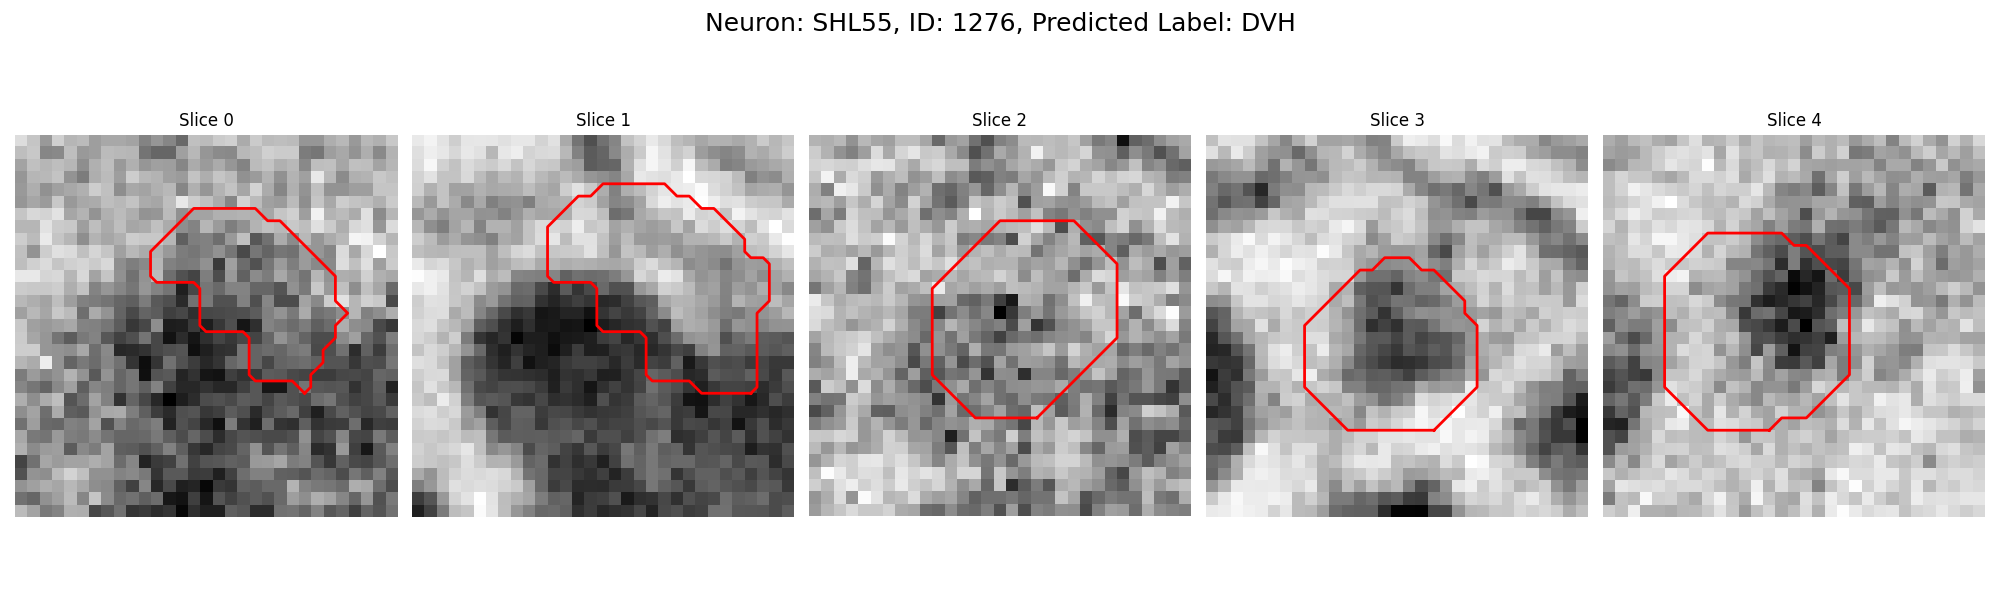 Neuron: SHL55, ID: 1276, Predicted Label: DVH
Slice 0
Slice 1
Slice 2
Slice 3
Slice 4